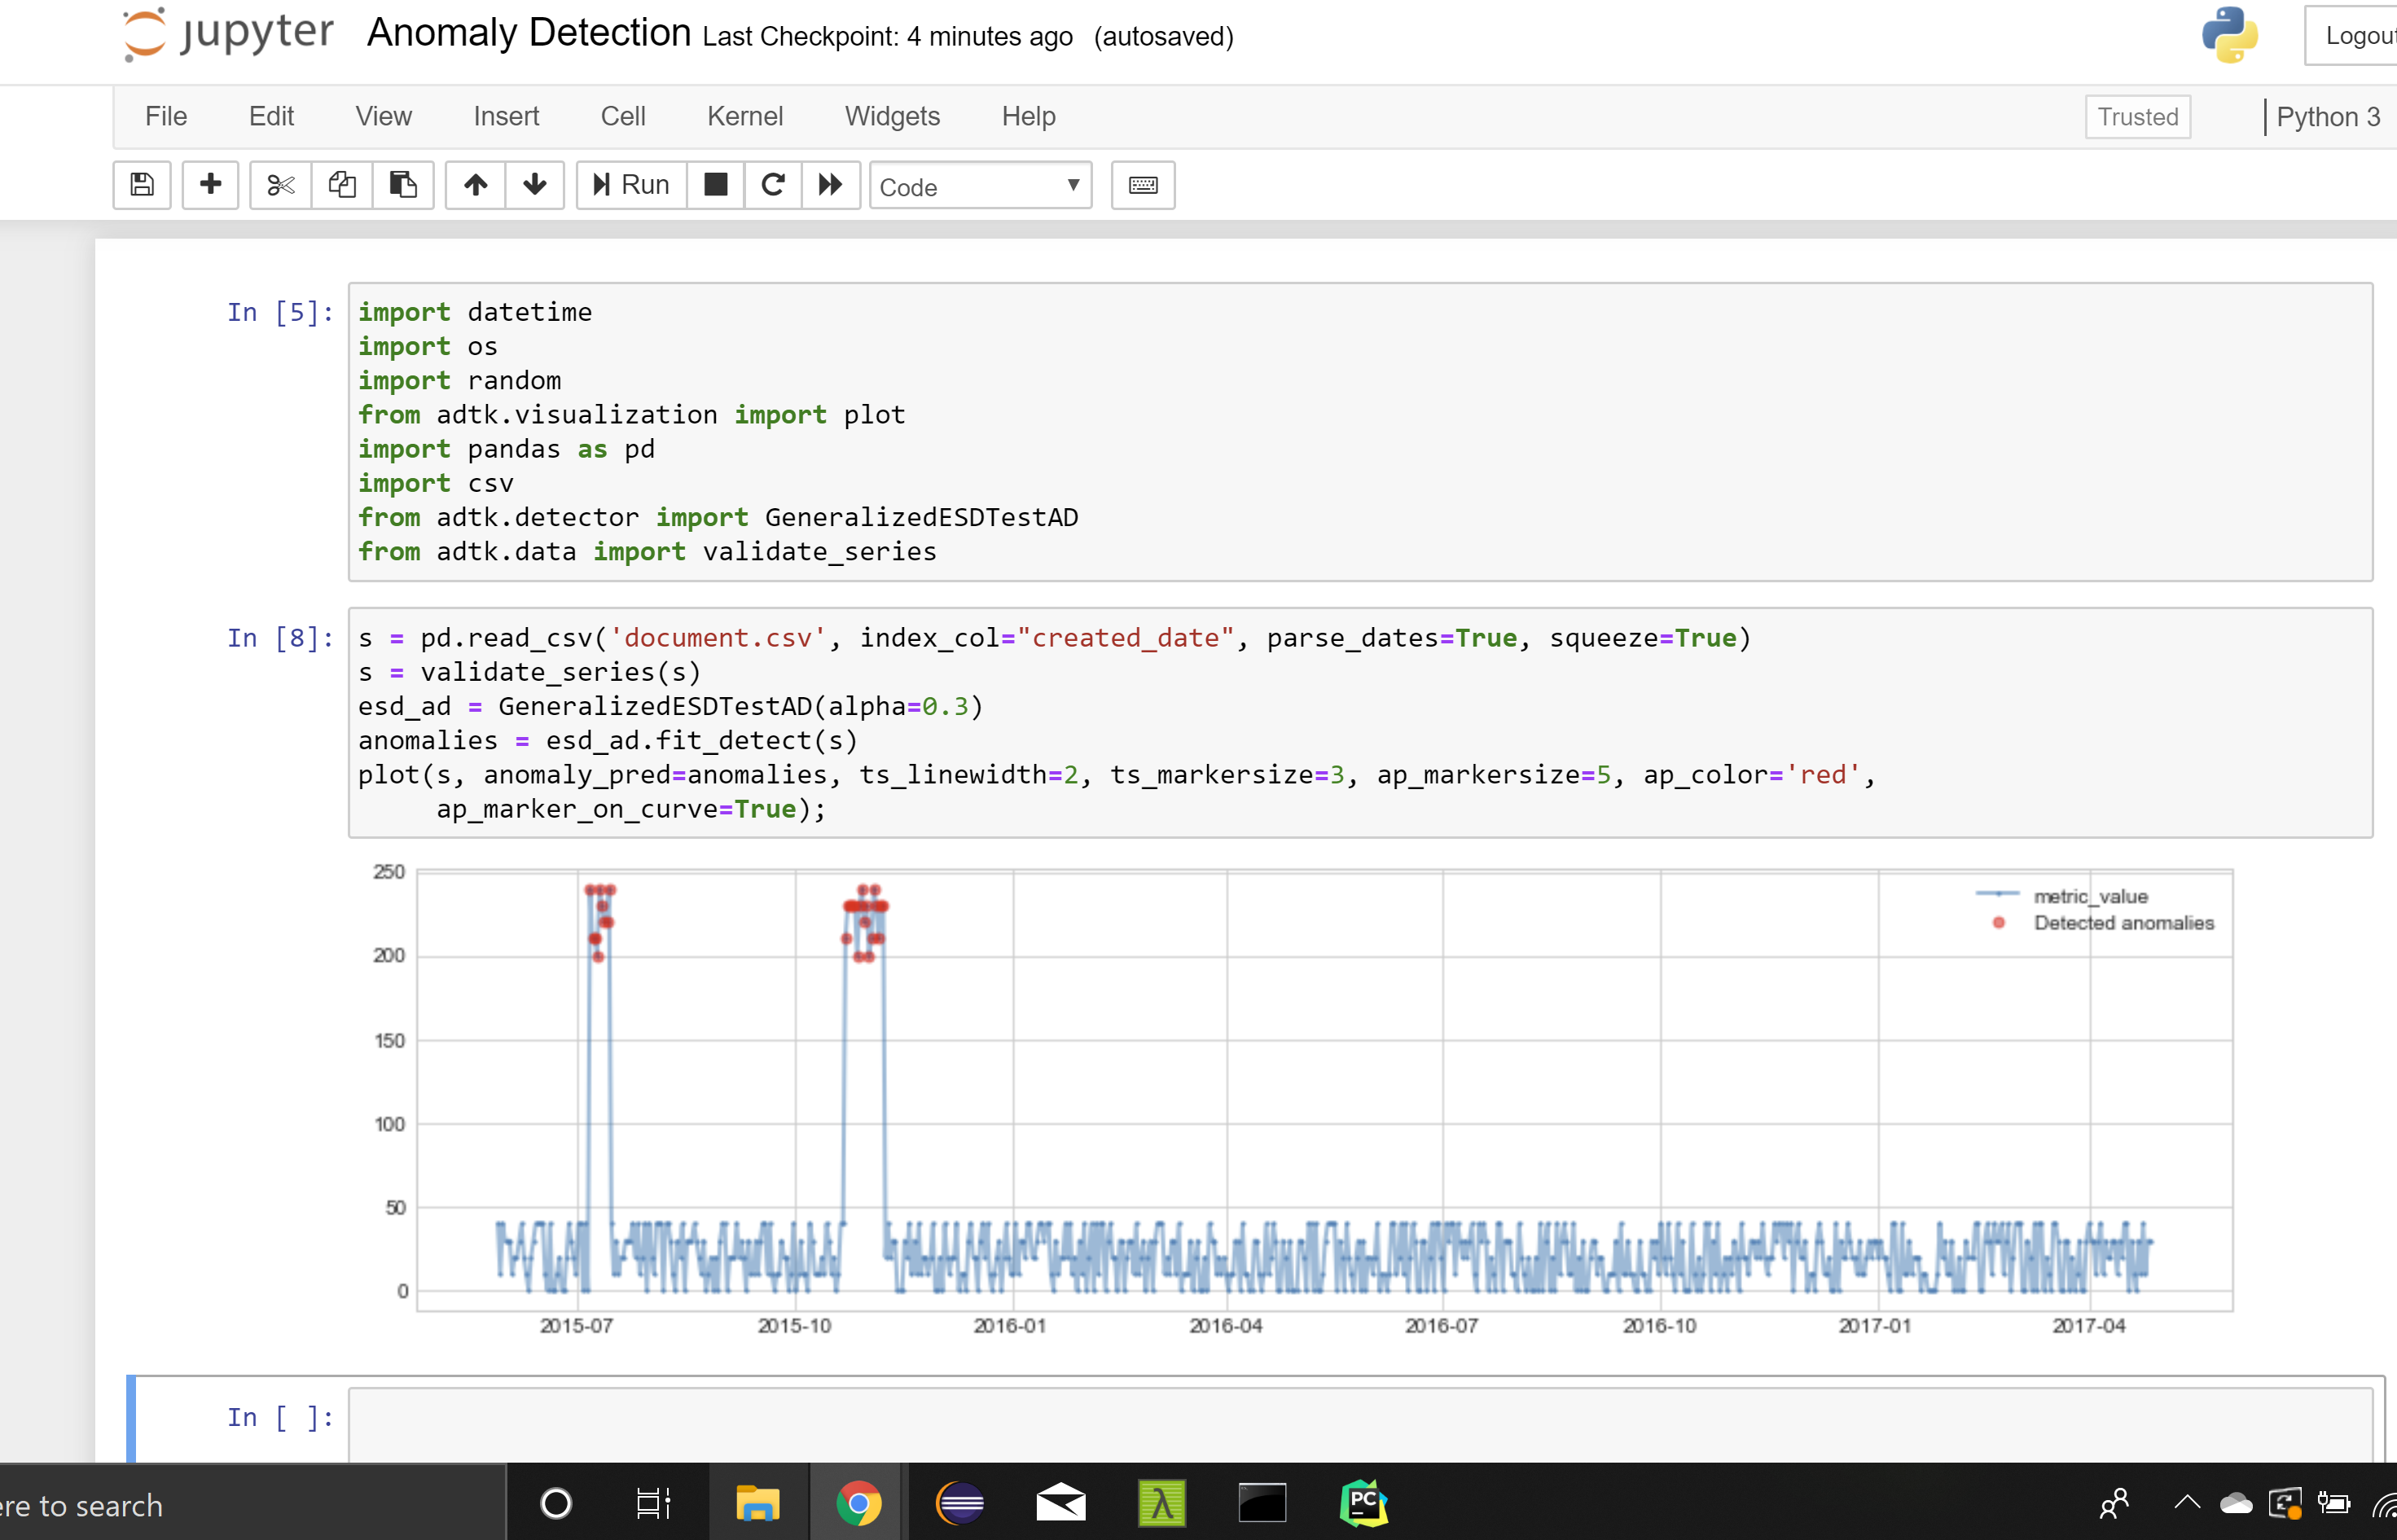 jupyter Anomaly Detection Last Checkpoint: 4 minutes ago (autosaved)
File Edit View Insert Cell Kernel Widgets Help Trusted Python 3
Run Code
In [5]: import datetime
import os
import random
from adtk.visualization import plot
import pandas as pd
import csv
from adtk.detector import GeneralizedESDTestAD
from adtk.data import validate_series
In [8]: s = pd.read_csv('document.csv', index_col="created_date", parse_dates=True, squeeze=True)
s = validate_series(s)
esd_ad = GeneralizedESDTestAD(alpha=0.3)
anomalies = esd_ad.fit_detect(s)
plot(s, anomaly_pred=anomalies, ts_linewidth=2, ts_markersize=3, ap_markersize=5, ap_color='red',
ap_marker_on_curve=True);
250
metric_value
Detected anomalies
200
150
100
50
0
2015-07 2015-10 2016-01 2016-04 2016-07 2016-10 2017-01 2017-04
In [ ]:
to search
PC
λ